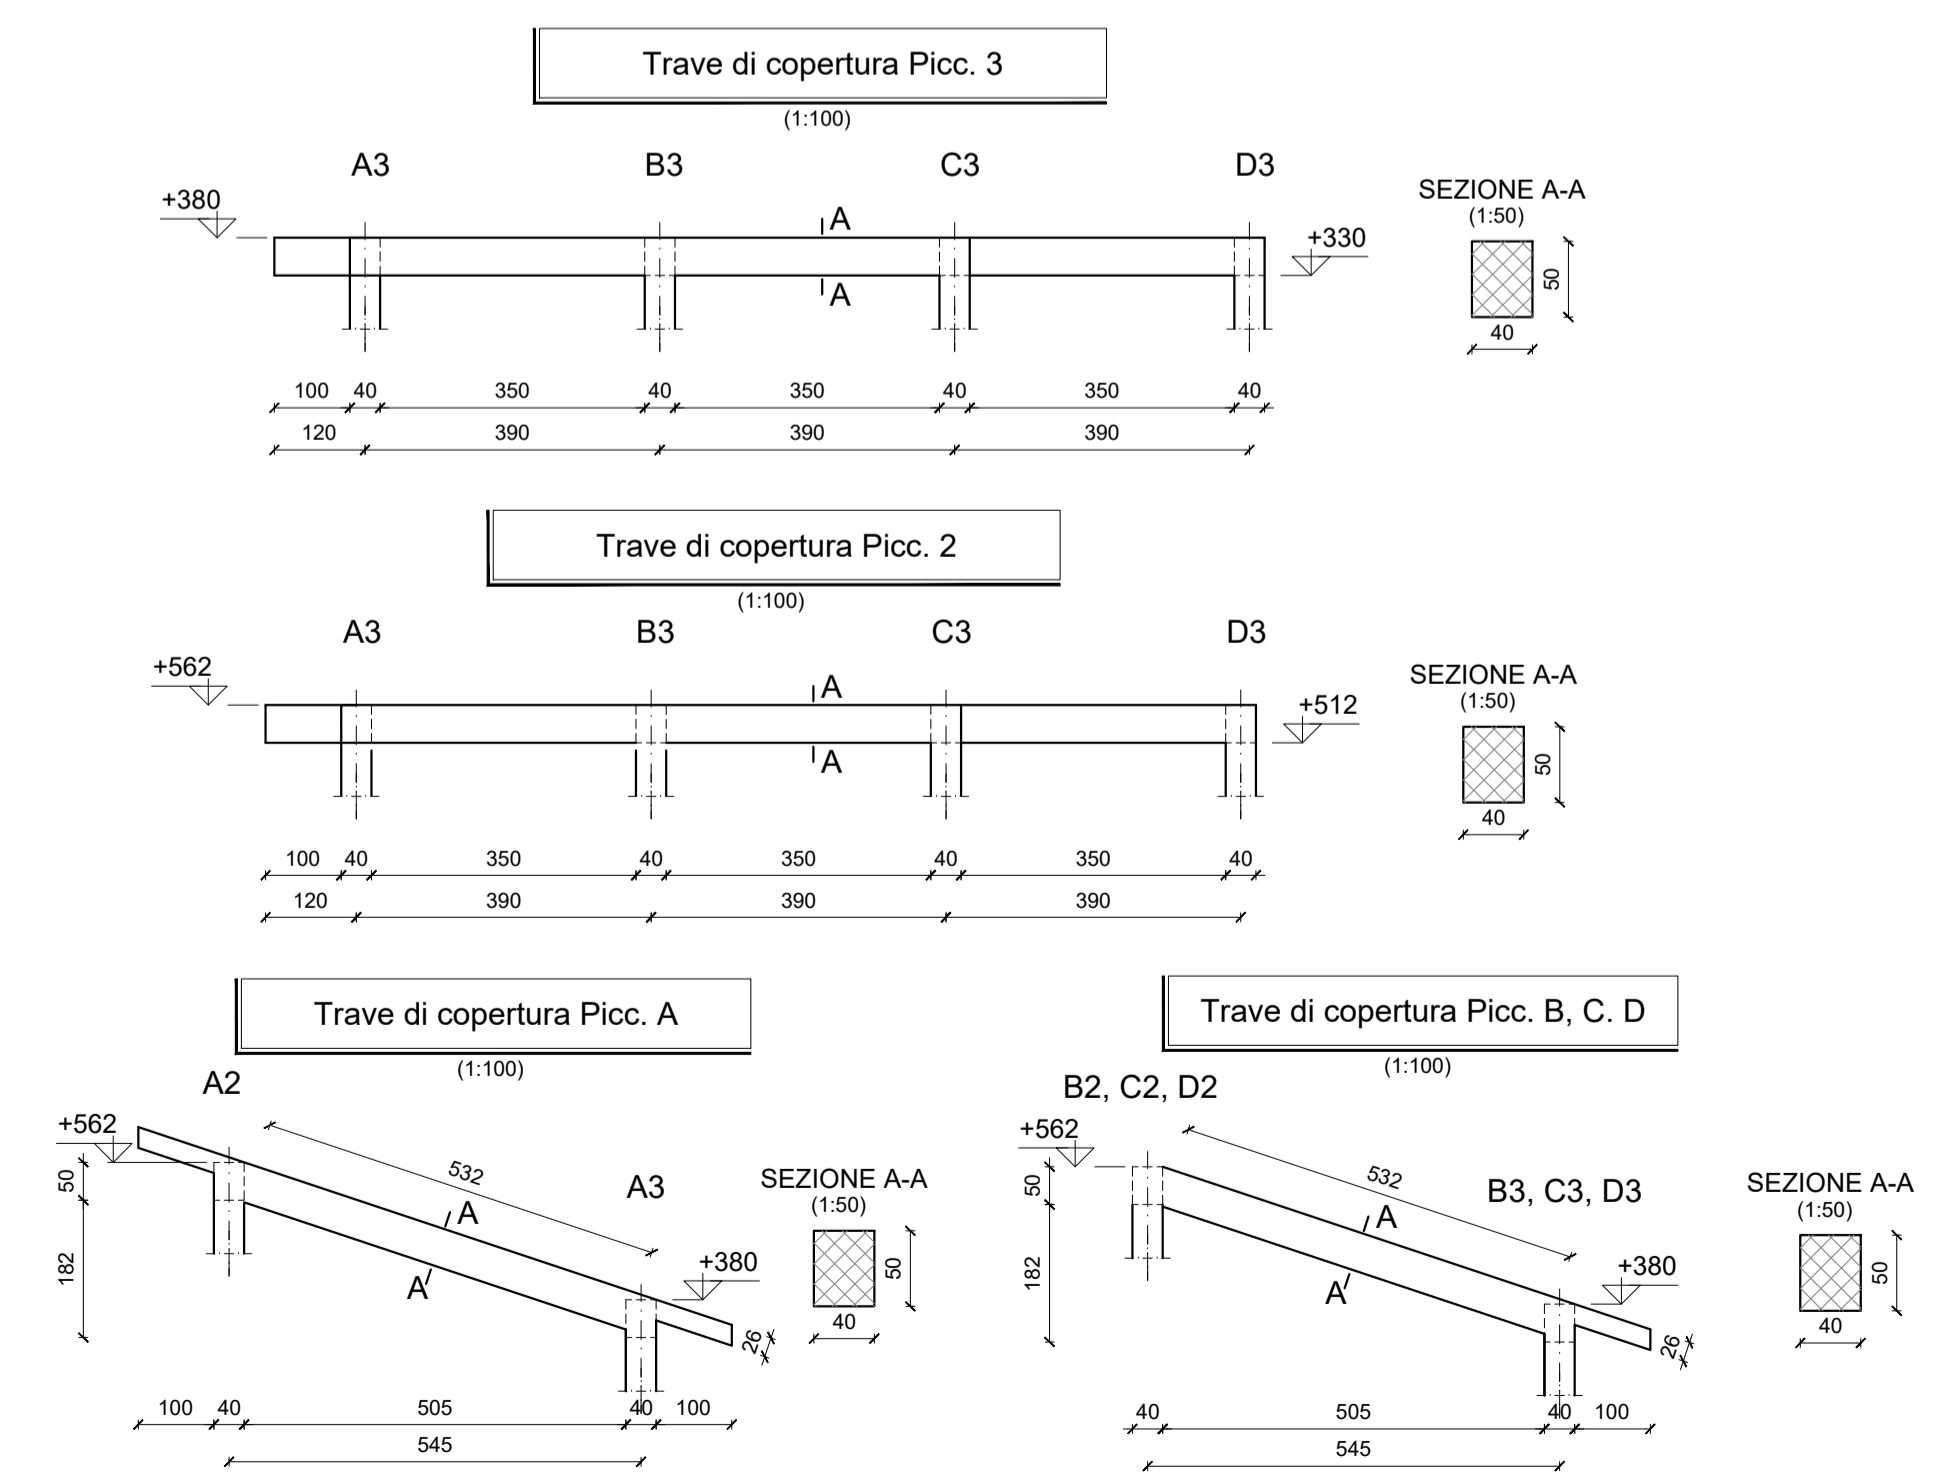 Trave di copertura Picc. 3
(1:100)
A3 B3 C3 D3
+380 A +330
A
SEZIONE A-A
(1:50)
50
40
100 40 350 40 350 40 350 40
120 390 390 390
Trave di copertura Picc. 2
(1:100)
A3 B3 C3 D3
+562 A +512
A
SEZIONE A-A
(1:50)
50
40
100 40 350 40 350 40 350 40
120 390 390 390
Trave di copertura Picc. A
(1:100)
A2
+562
50
182
532
A
A
A3
+380
26
SEZIONE A-A
(1:50)
50
40
100 40 505 40 100
545
Trave di copertura Picc. B, C. D
(1:100)
B2, C2, D2
+562
50
182
532
A
A
B3, C3, D3
+380
26
SEZIONE A-A
(1:50)
50
40
40 505 40 100
545